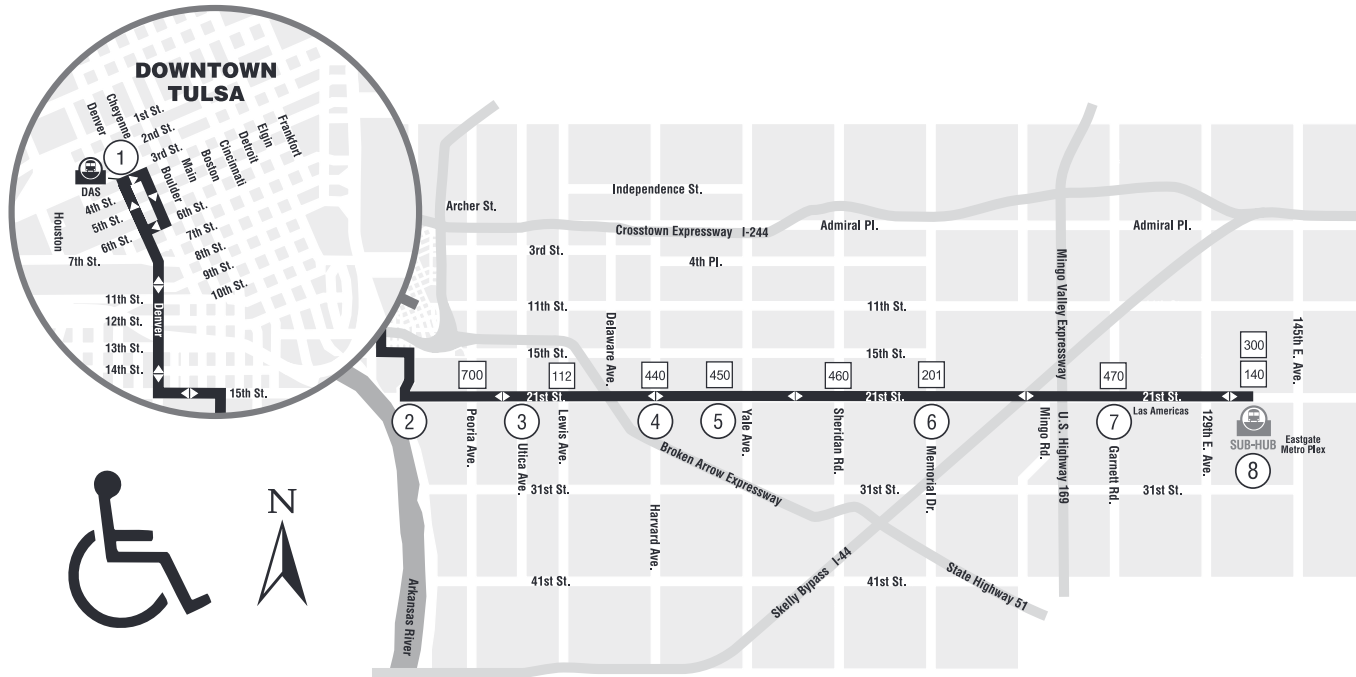 DOWNTOWN
TULSA
Denver
Cheyenne
1st St.
2nd St.
3rd St.
Boulder
Main
Boston
Cincinnati
Detroit
Elgin
Frankfort
1
DAS
4th St.
5th St.
6th St.
Houston
7th St.
6th St.
7th St.
8th St.
9th St.
10th St.
11th St.
12th St.
13th St.
14th St.
Denver
15th St.
Independence St.
Archer St.
Crosstown Expressway I-244
Admiral Pl.
Admiral Pl.
3rd St.
4th Pl.
11th St.
11th St.
Mingo Valley Expressway
U.S. Highway 169
Delaware Ave.
15th St.
15th St.
145th E. Ave.
300
700
112
440
450
460
201
470
140
21st St.
21st St.
21st St.
2
3
4
5
6
7
Las Americas
Peoria Ave.
Utica Ave.
Lewis Ave.
Yale Ave.
Sheridan Rd.
Memorial Dr.
Mingo Rd.
Garnett Rd.
129th E. Ave.
SUB-HUB
Eastgate
Metro Plex
8
Broken Arrow Expressway
31st St.
31st St.
31st St.
Harvard Ave.
N
41st St.
41st St.
Skelly Bypass I-44
State Highway 51
Arkansas River